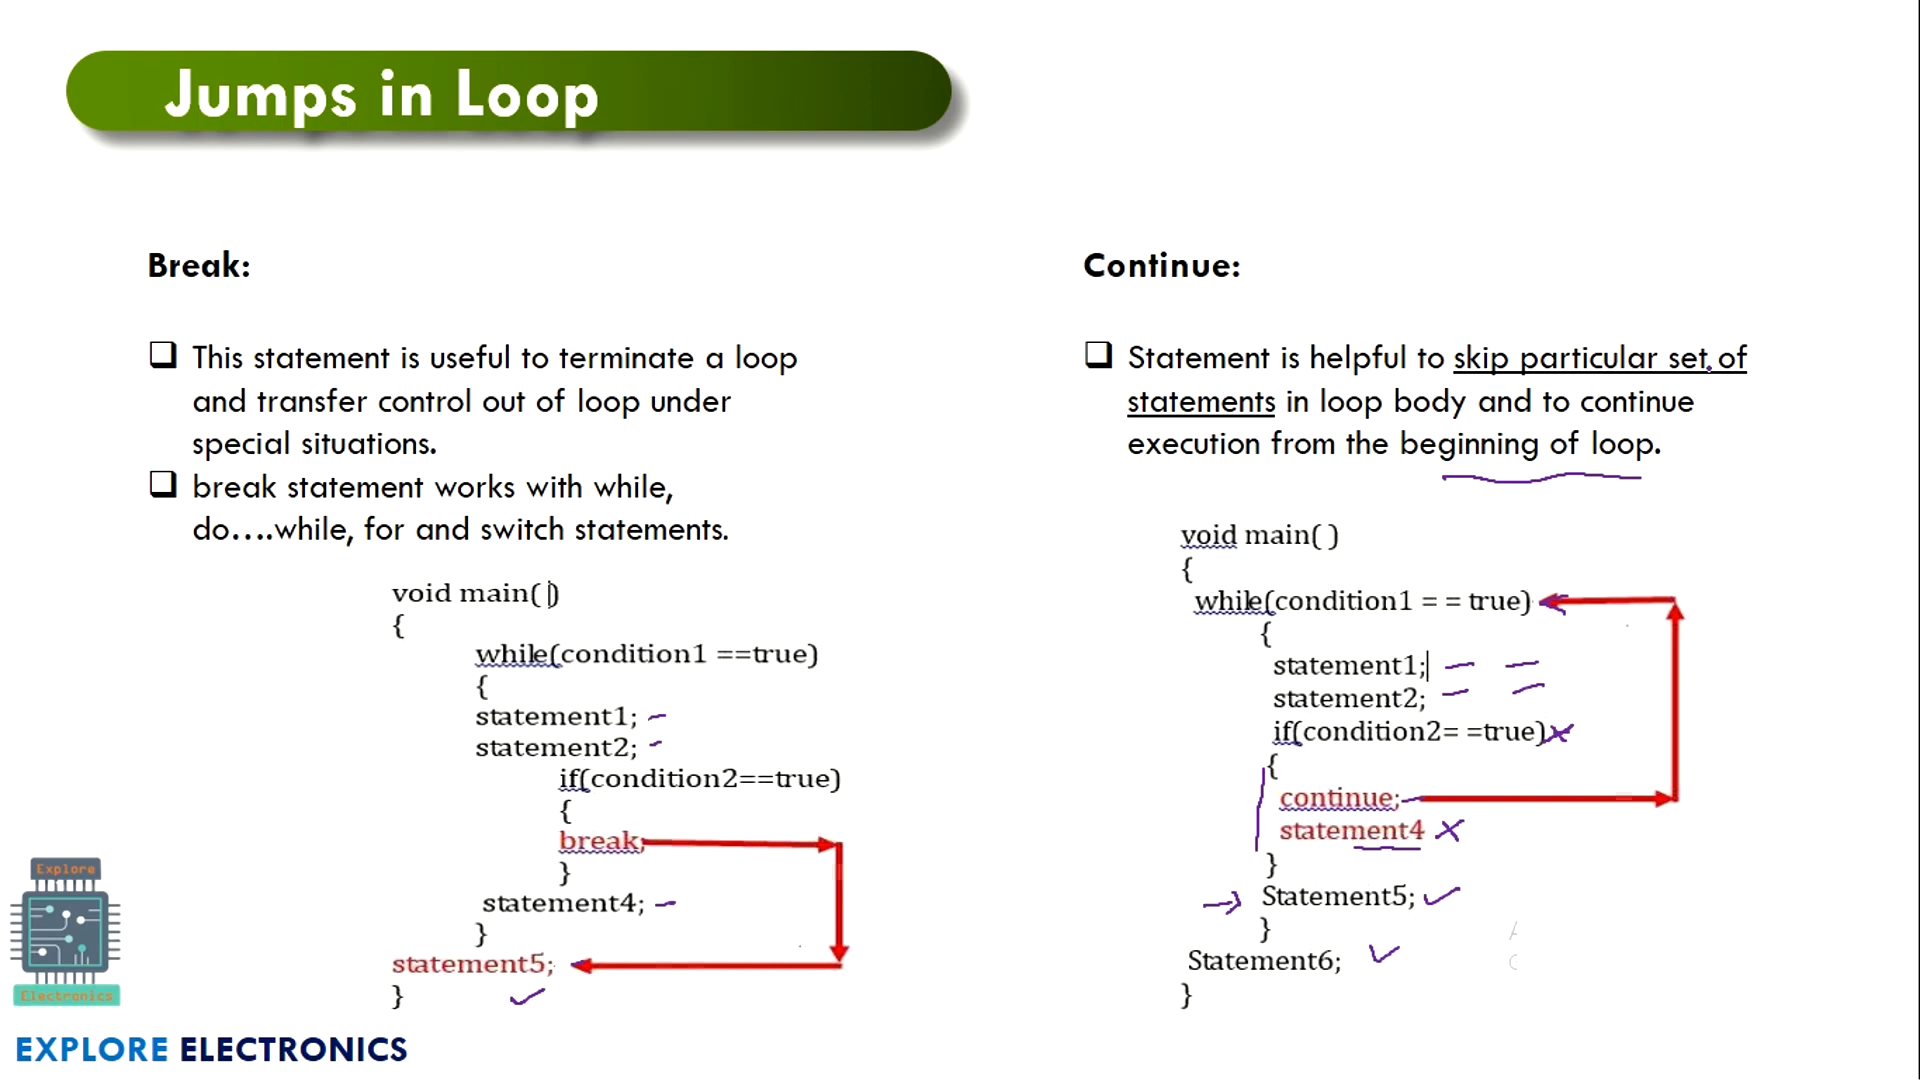 Jumps in Loop
Break:
This statement is useful to terminate a loop
and transfer control out of loop under
special situations.
break statement works with while,
do....while, for and switch statements.
void main( )
{
while(condition1 ==true)
{
statement1;
statement2;
if(condition2==true)
{
break;
}
statement4;
}
statement5;
}
Continue:
Statement is helpful to skip particular set of
statements in loop body and to continue
execution from the beginning of loop.
void main( )
{
while(condition1 = = true)
{
statement1;
statement2;
if(condition2= =true)
{
continue;
statement4
}
Statement5;
}
Statement6;
}
Explore
Electronics
EXPLORE ELECTRONICS